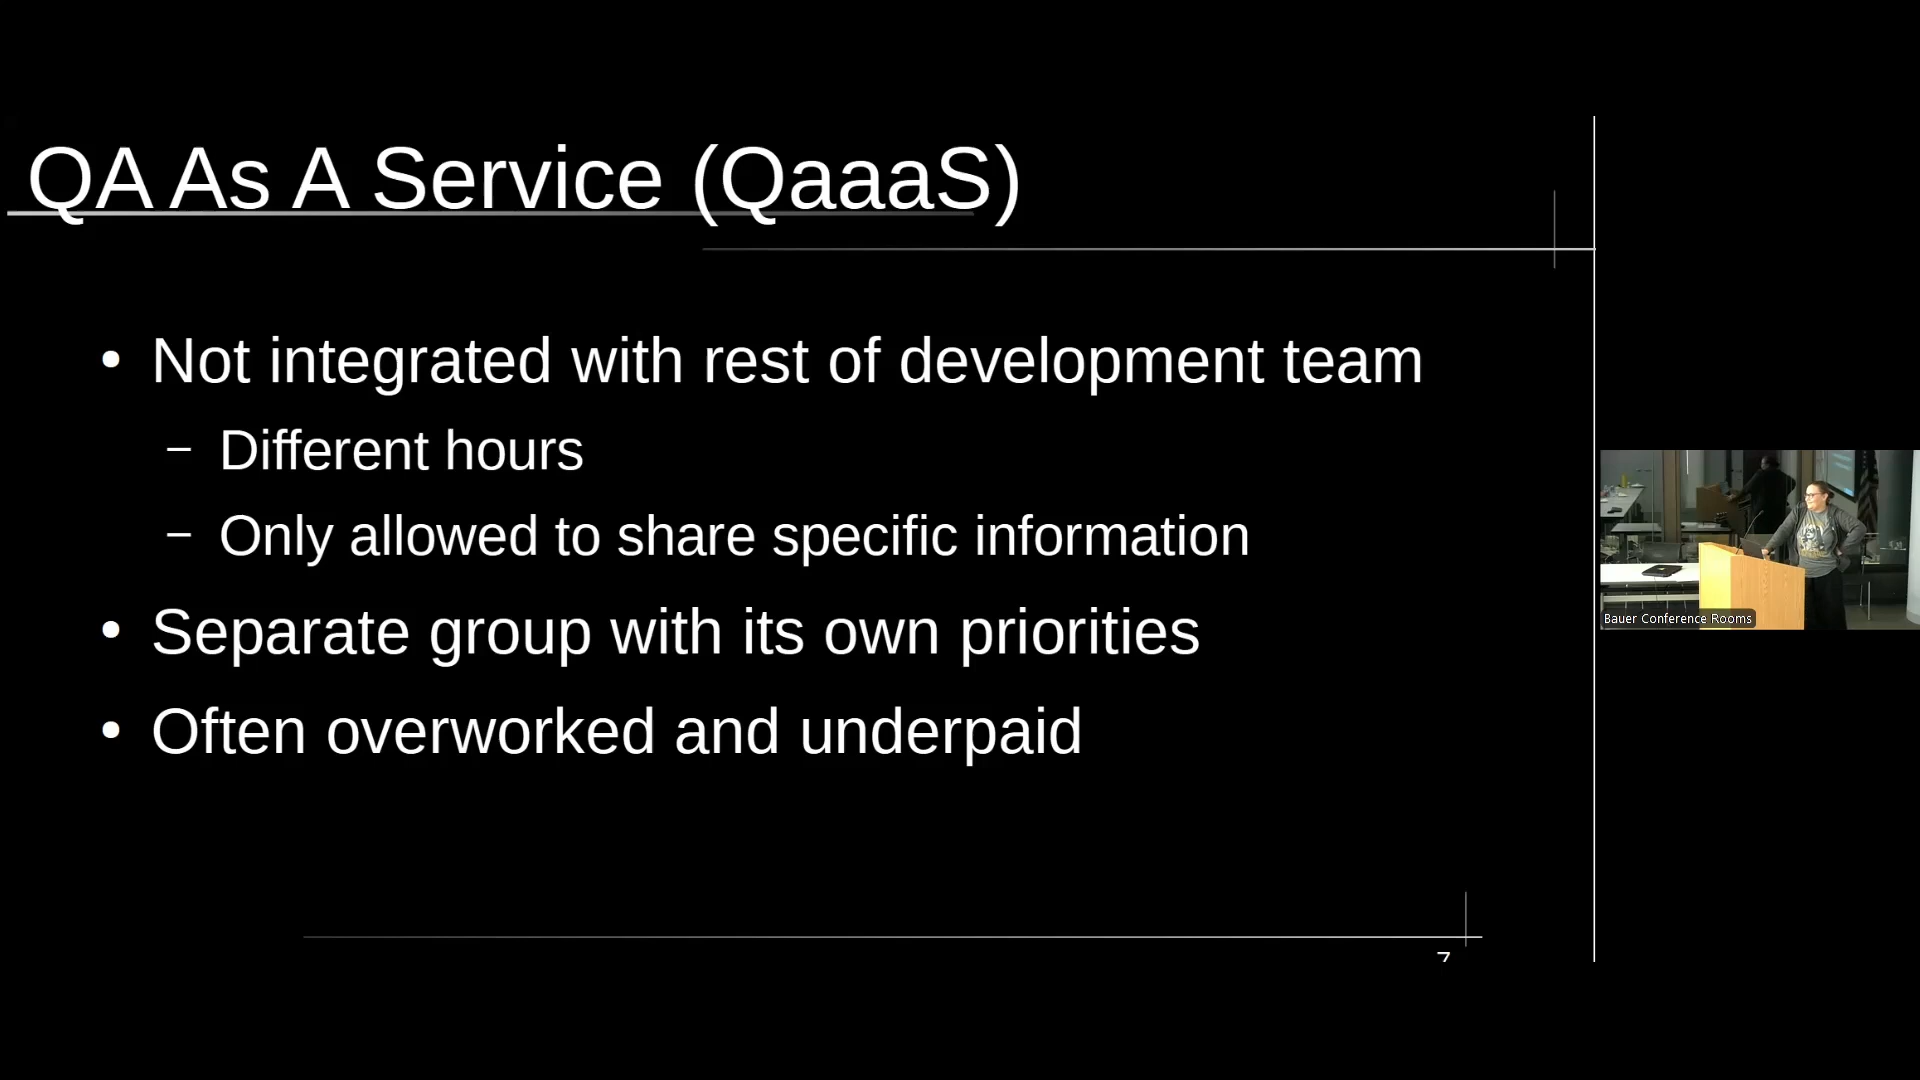 QA As A Service (QaaaS)
• Not integrated with rest of development team
– Different hours
– Only allowed to share specific information
• Separate group with its own priorities
• Often overworked and underpaid
7
Bauer Conference Rooms